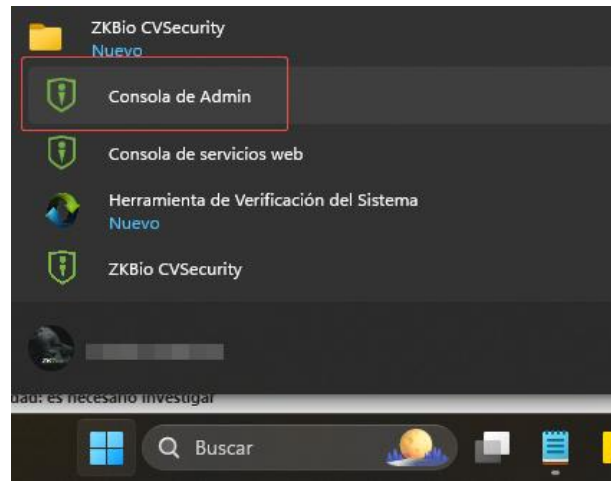 ZKBio CVSecurity
Nuevo
Consola de Admin
Consola de servicios web
Herramienta de Verificación del Sistema
Nuevo
ZKBio CVSecurity
dad: es necesario investigar
Buscar